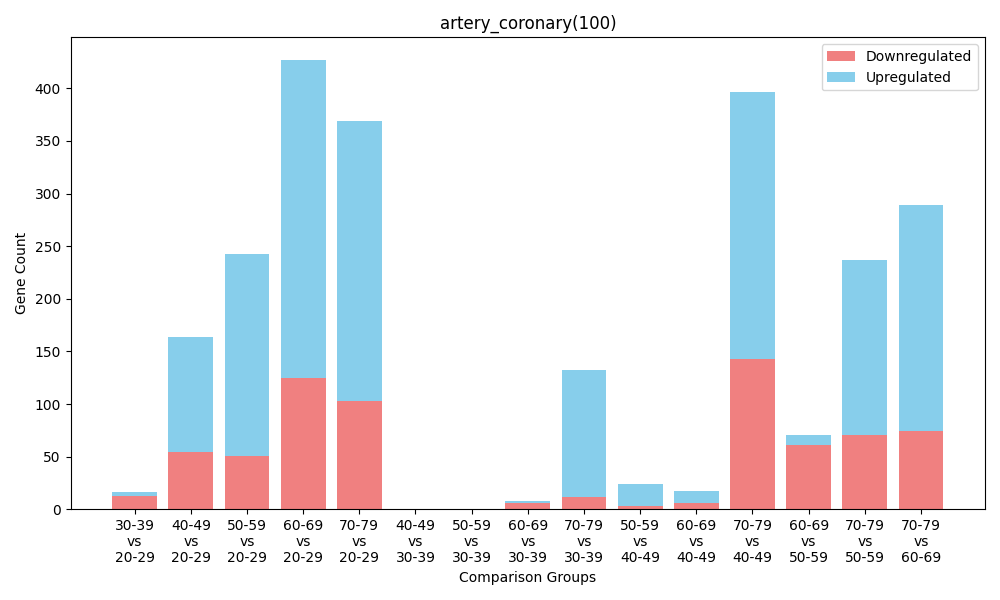 artery_coronary(100)
Downregulated
Upregulated
Gene Count
400
350
300
250
200
150
100
50
0
30-39 40-49 50-59 60-69 70-79 40-49 50-59 60-69 70-79 50-59 60-69 70-79 60-69 70-79 70-79
vs vs vs vs vs vs vs vs vs vs vs vs vs vs vs
20-29 20-29 20-29 20-29 20-29 30-39 30-39 30-39 30-39 40-49 40-49 40-49 50-59 50-59 60-69
Comparison Groups